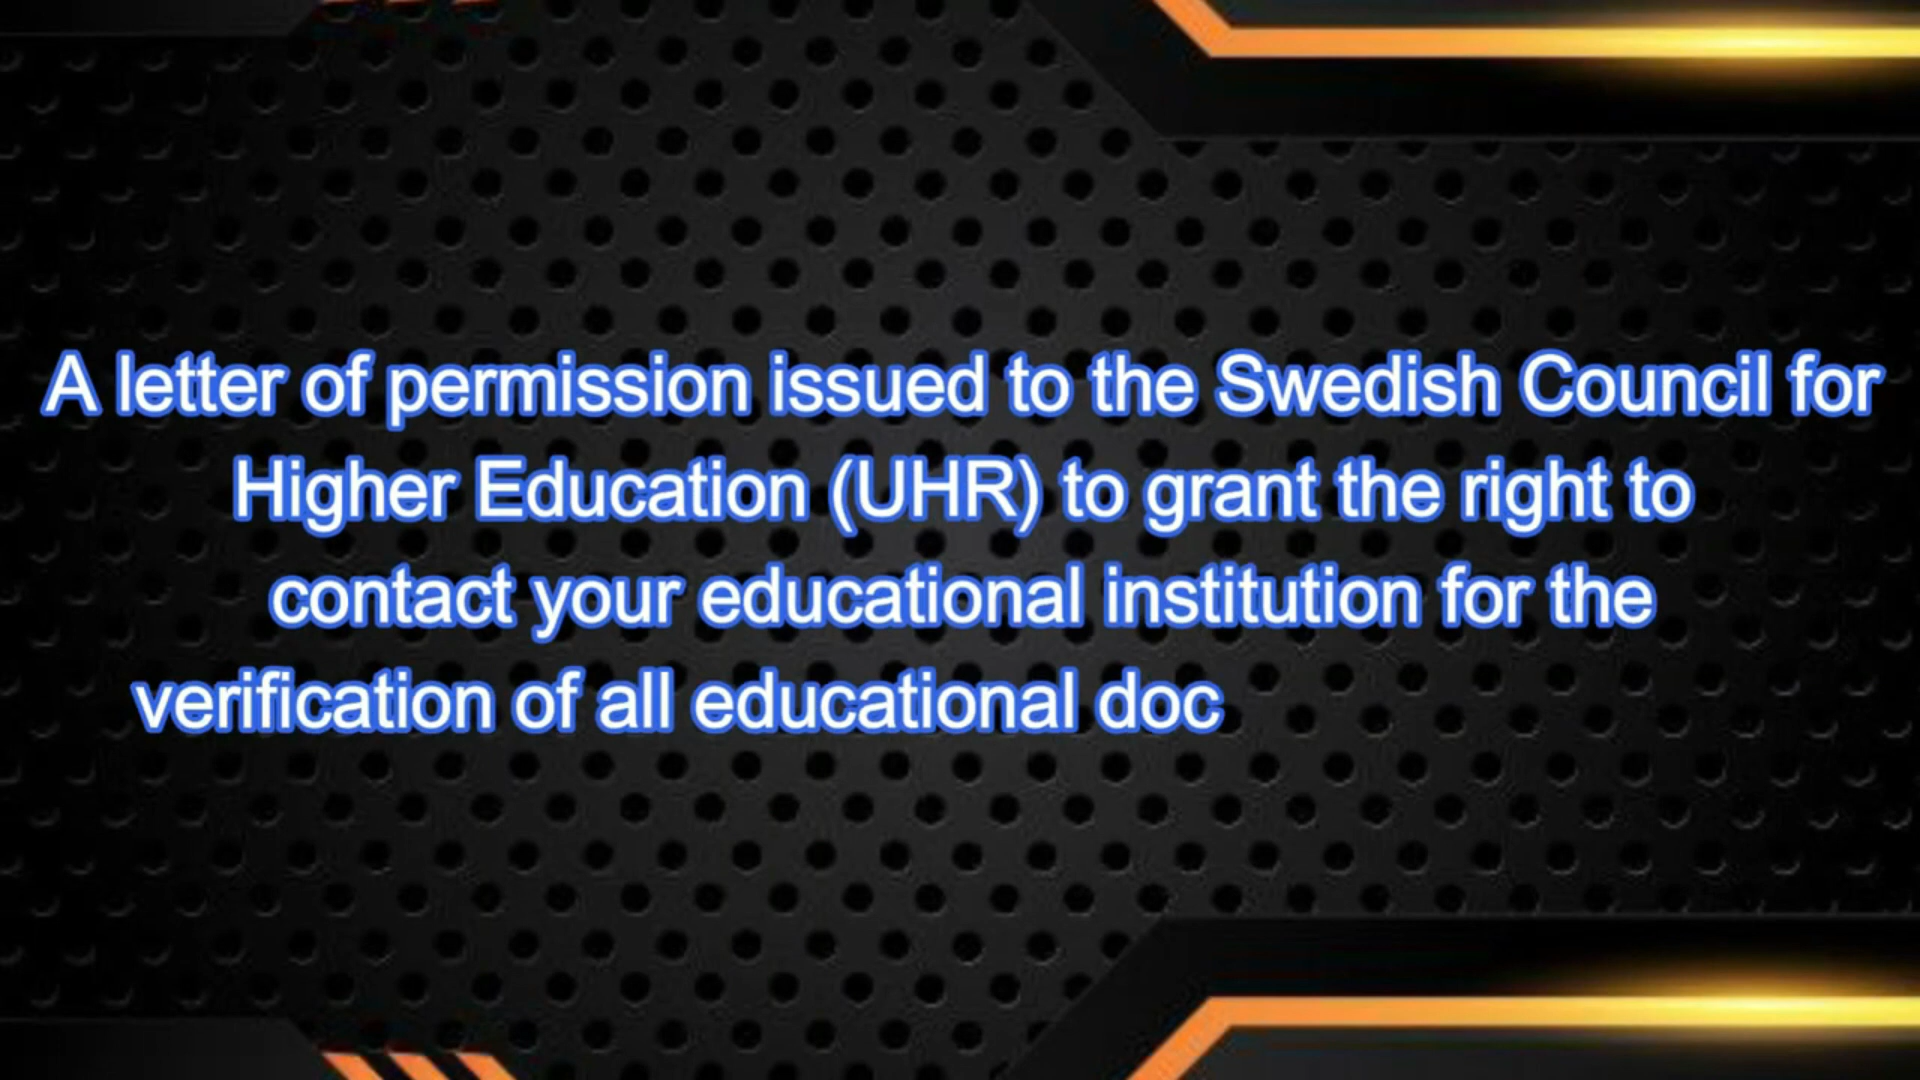 A letter of permission issued to the Swedish Council for
Higher Education (UHR) to grant the right to
contact your educational institution for the
verification of all educational doc